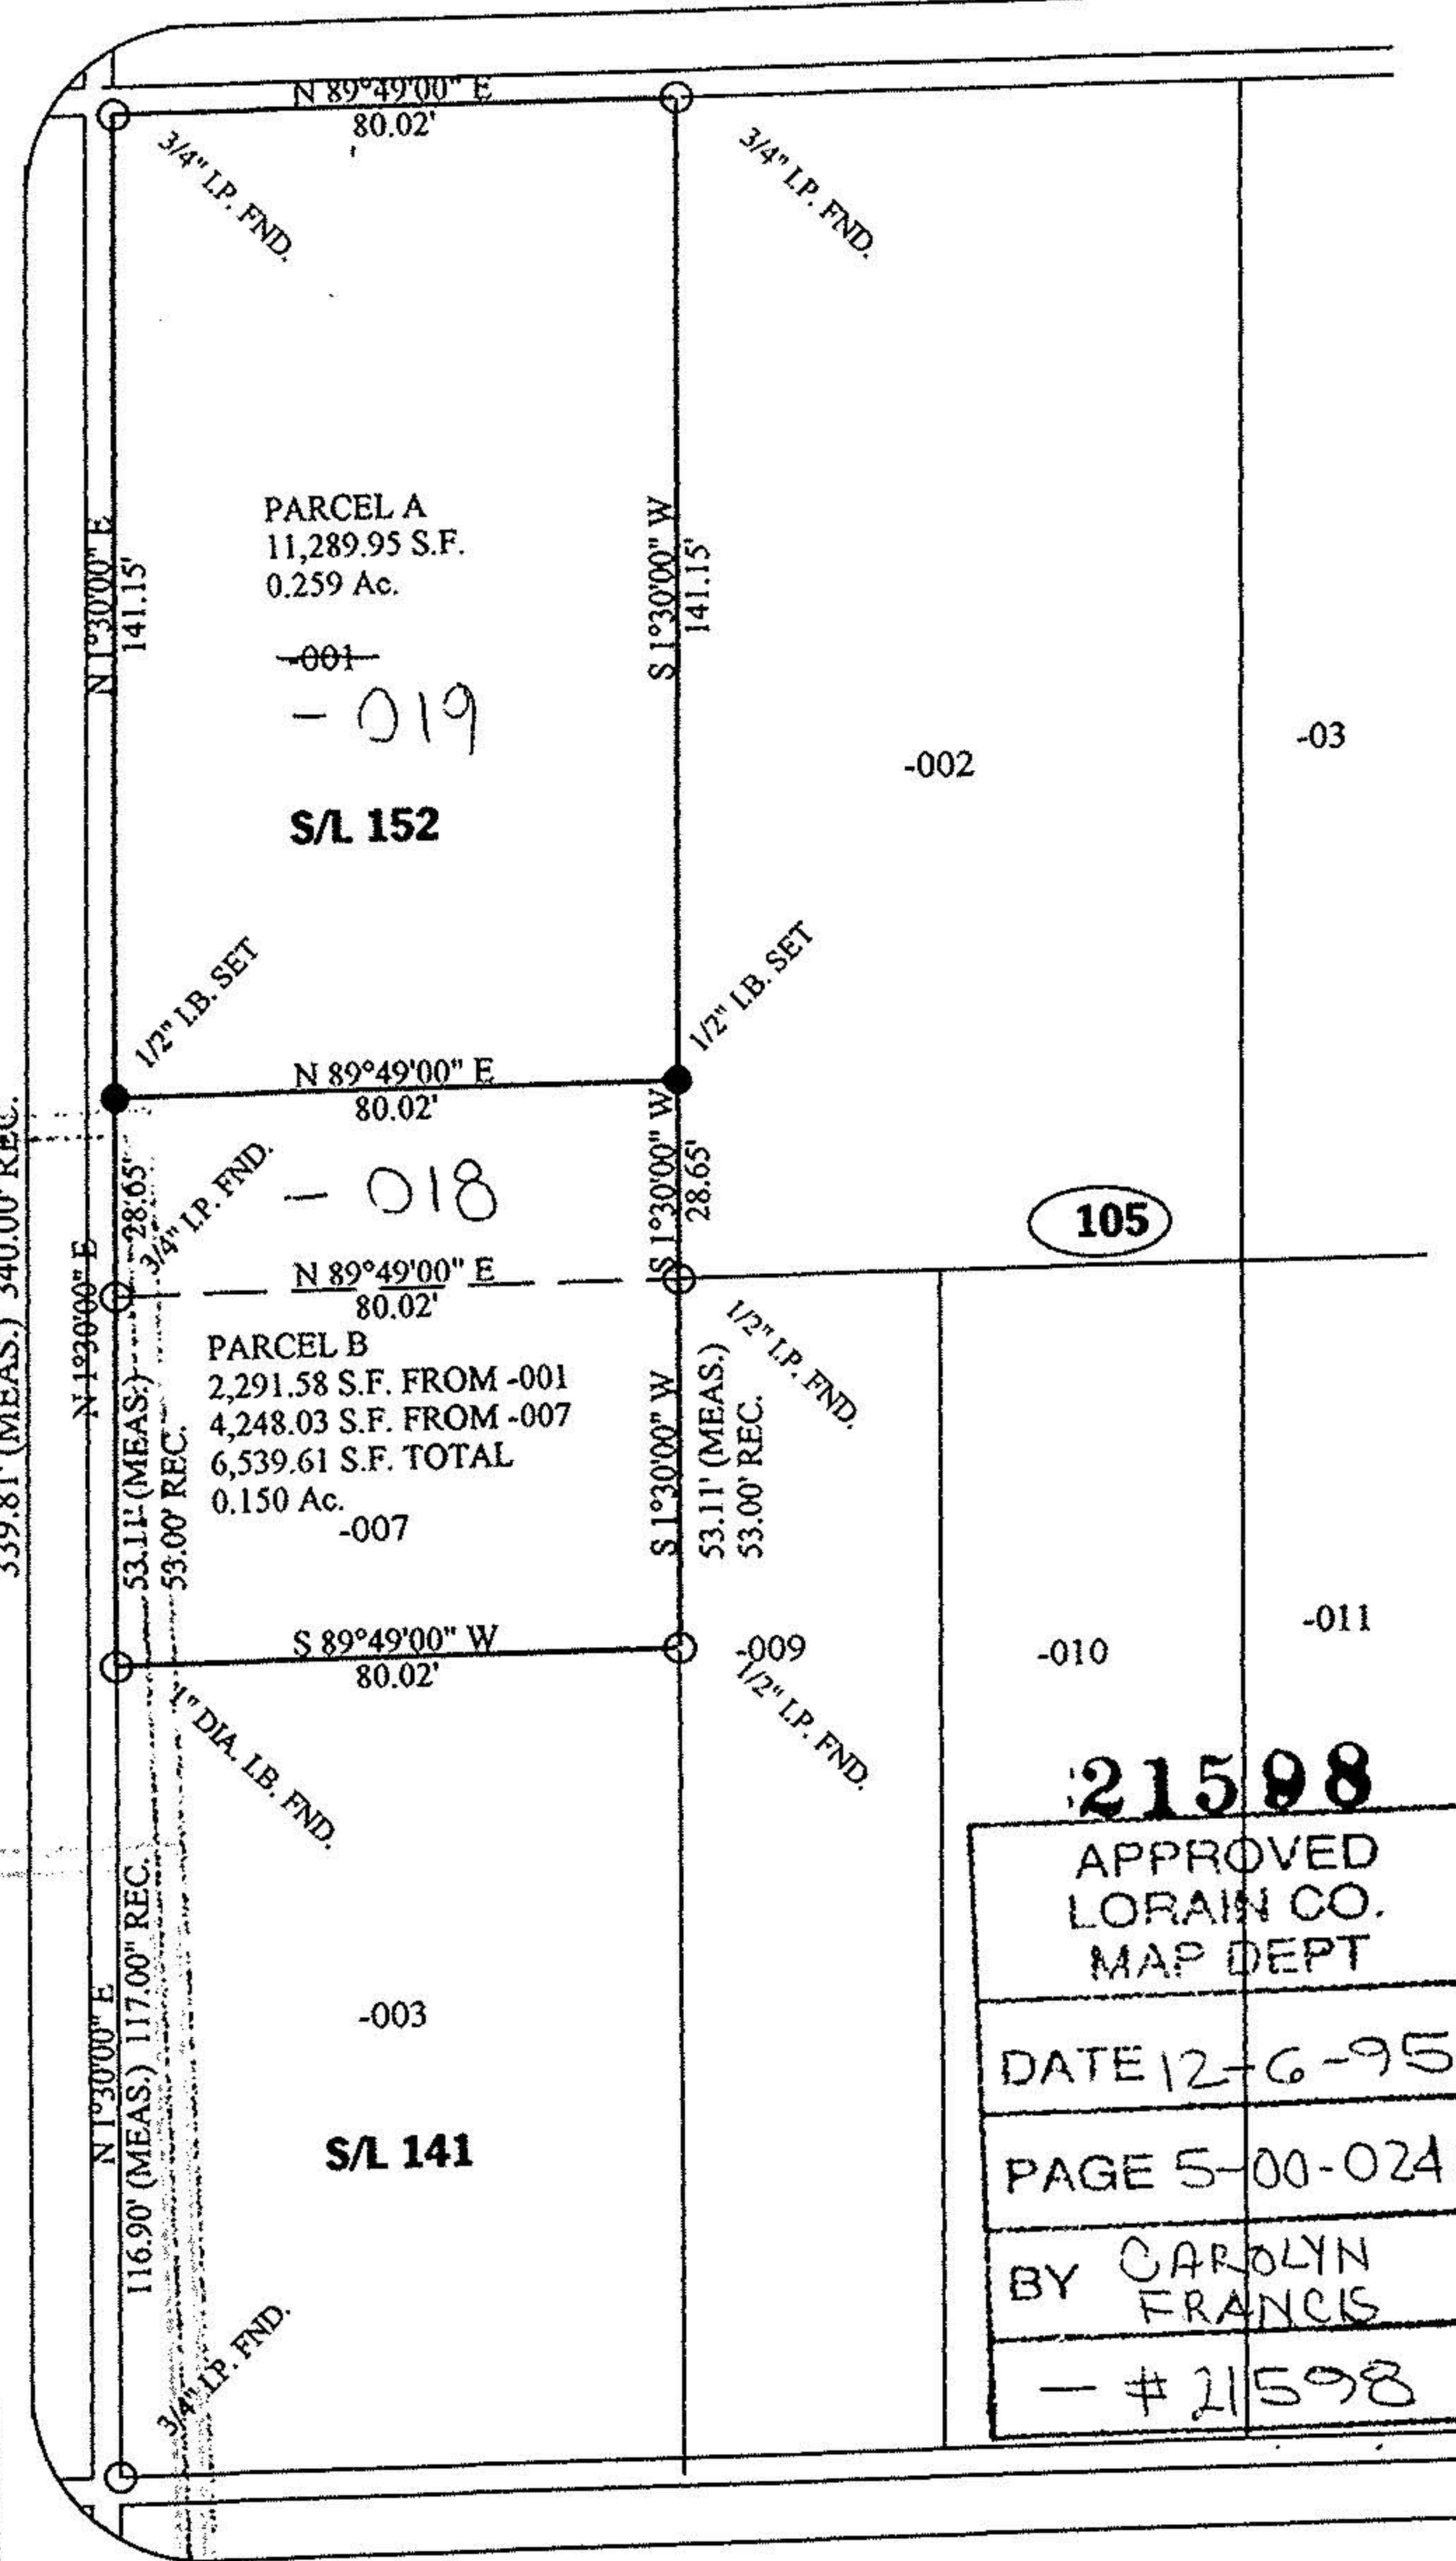 N 89°49'00" E
80.02'
3/4" I.P. FND.
3/4" I.P. FND.
N 1°30'00" E
141.15'
PARCEL A
11,289.95 S.F.
0.259 Ac.
-001
- 019
S/L 152
S 1°30'00" W
141.15'
-002
-03
1/2" I.B. SET
1/2" I.B. SET
N 89°49'00" E
80.02'
339.81' (MEAS.) 340.00' REC.
N 1°30'00" E
28.65'
3/4" I.P. FND.
- 018
S 1°30'00" W
28.65'
105
N 89°49'00" E
80.02'
1/2" I.P. FND.
53.11' (MEAS.)
53.00' REC.
PARCEL B
2,291.58 S.F. FROM -001
4,248.03 S.F. FROM -007
6,539.61 S.F. TOTAL
0.150 Ac.
-007
S 1°30'00" W
53.11' (MEAS.)
53.00' REC.
S 89°49'00" W
80.02'
-009
-010
-011
1" DIA. I.B. FND.
1/2" I.P. FND.
21598
APPROVED
LORAIN CO.
MAP DEPT
DATE 12-6-95
PAGE 5-00-024
BY CAROLYN
FRANCIS
- # 21598
N 1°30'00" E
116.90' (MEAS.) 117.00" REC.
-003
S/L 141
3/4" I.P. FND.